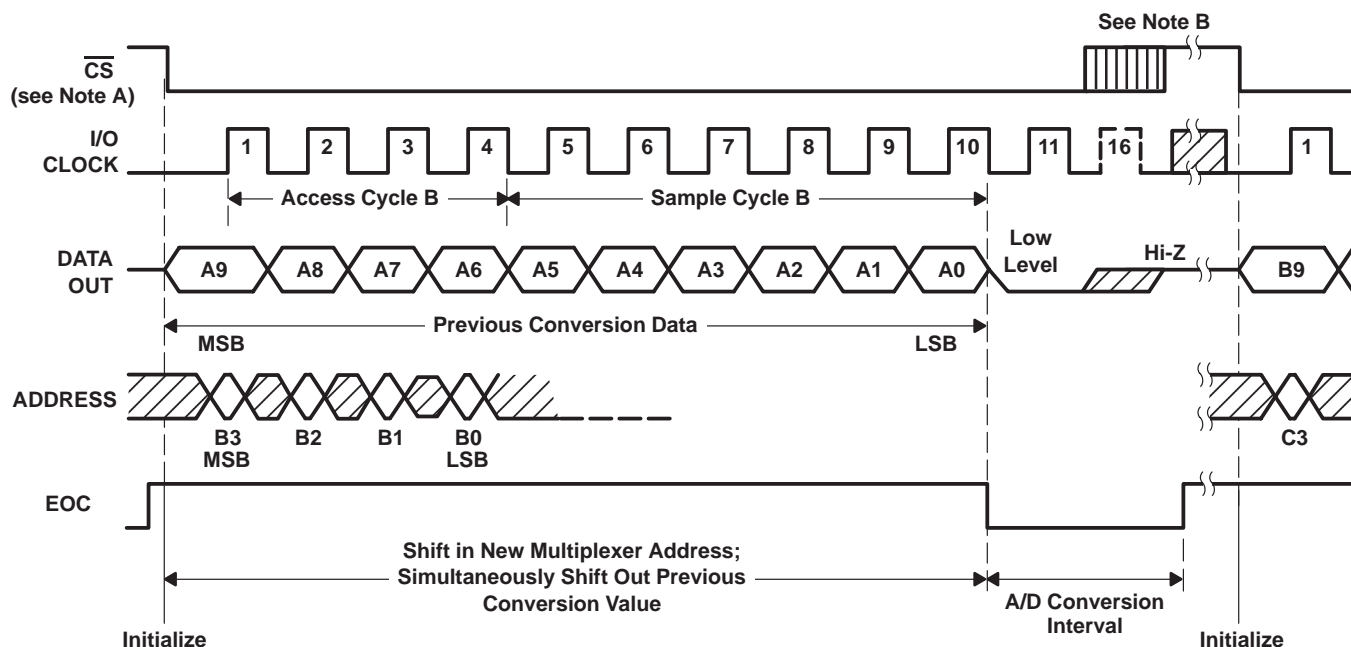 See Note B
CS
(see Note A)
I/O
CLOCK
1 2 3 4 5 6 7 8 9 10 11 16 1
Access Cycle B
Sample Cycle B
DATA
OUT
A9 A8 A7 A6 A5 A4 A3 A2 A1 A0
Low
Level
Hi-Z
B9
Previous Conversion Data
MSB
LSB
ADDRESS
B3
MSB
B2
B1
B0
LSB
C3
EOC
Shift in New Multiplexer Address;
Simultaneously Shift Out Previous
Conversion Value
A/D Conversion
Interval
Initialize
Initialize